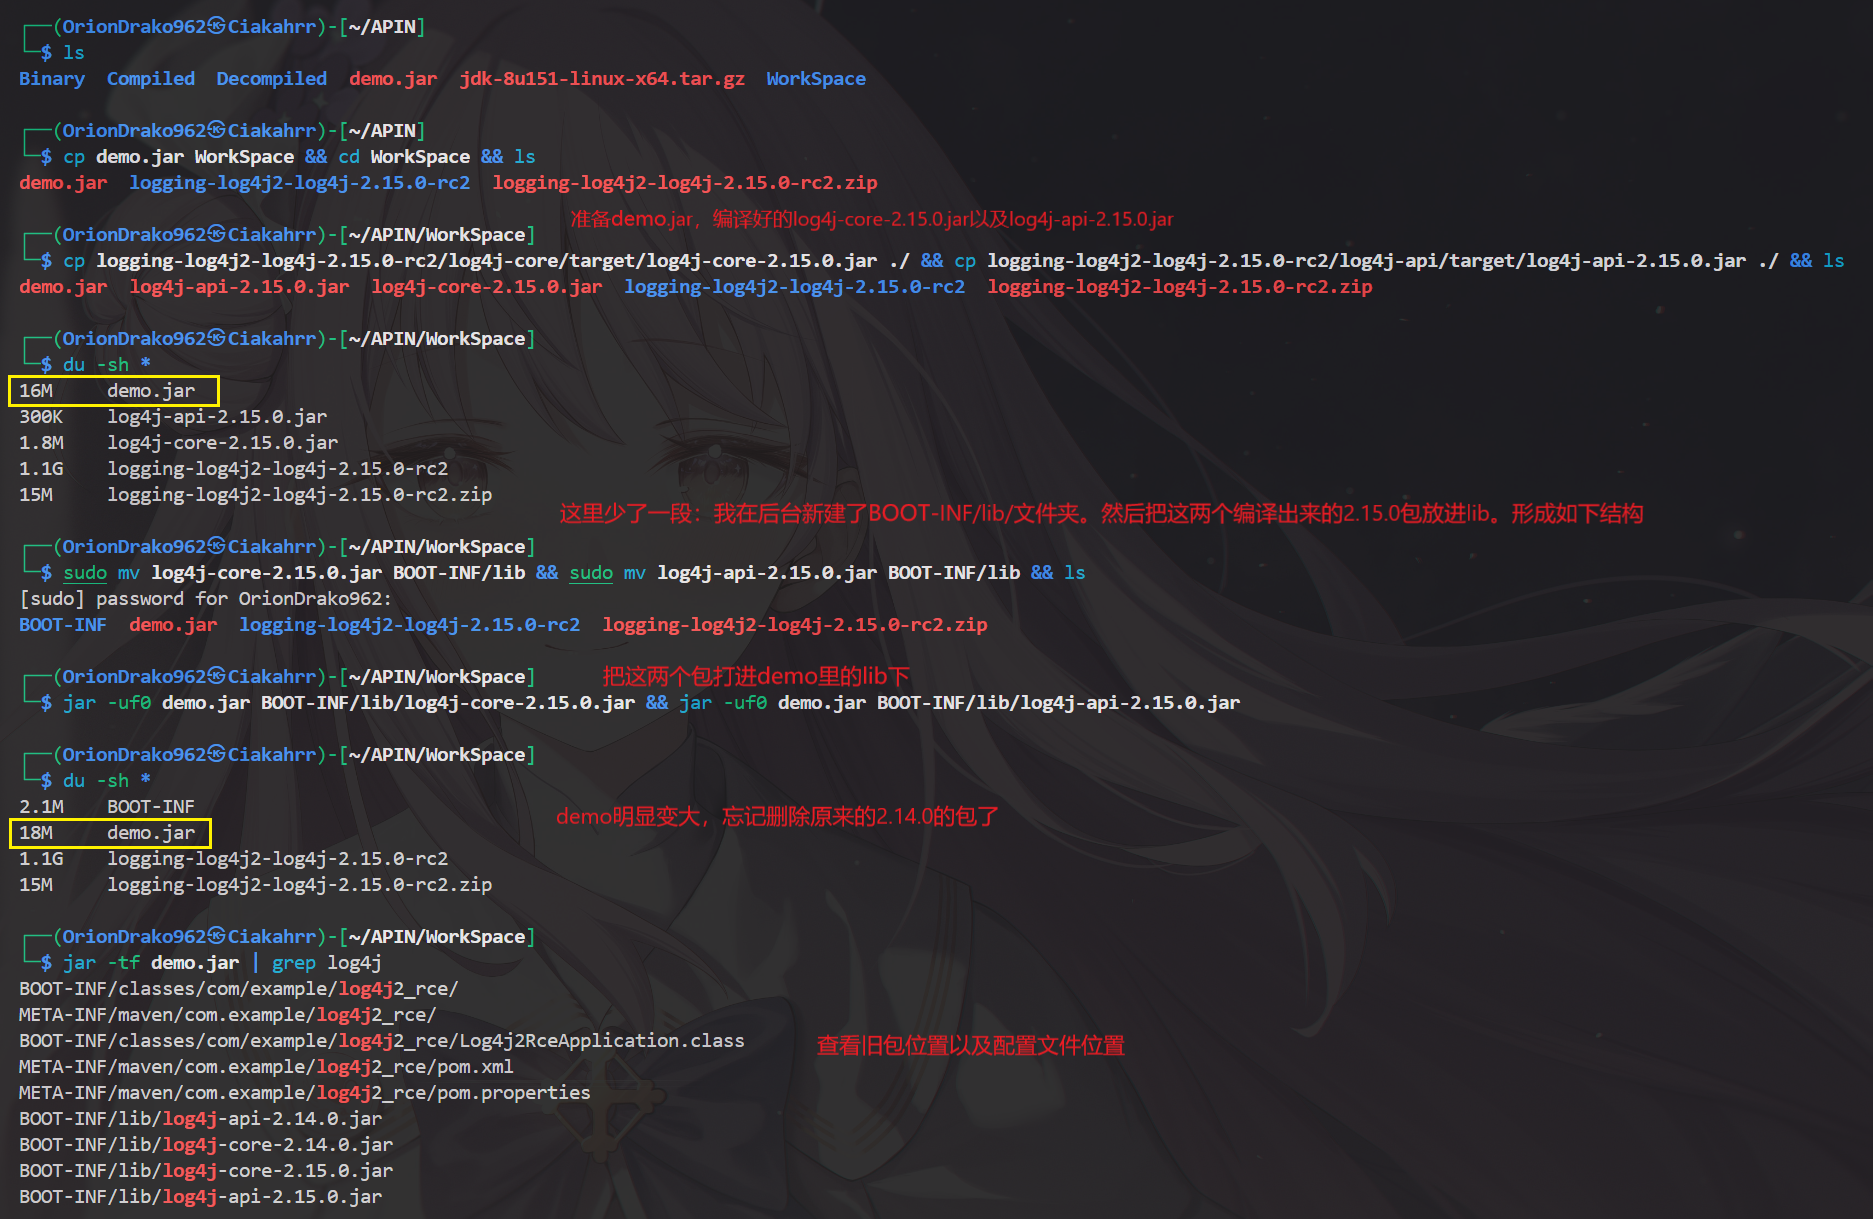 ┌──(OrionDrako962㉿Ciakahrr)-[~/APIN]
└─$ ls
Binary  Compiled  Decompiled  demo.jar  jdk-8u151-linux-x64.tar.gz  WorkSpace
┌──(OrionDrako962㉿Ciakahrr)-[~/APIN]
└─$ cp demo.jar WorkSpace && cd WorkSpace && ls
demo.jar  logging-log4j2-log4j-2.15.0-rc2  logging-log4j2-log4j-2.15.0-rc2.zip
准备demo.jar，编译好的log4j-core-2.15.0.jar以及log4j-api-2.15.0.jar
┌──(OrionDrako962㉿Ciakahrr)-[~/APIN/WorkSpace]
└─$ cp logging-log4j2-log4j-2.15.0-rc2/log4j-core/target/log4j-core-2.15.0.jar ./ && cp logging-log4j2-log4j-2.15.0-rc2/log4j-api/target/log4j-api-2.15.0.jar ./ && ls
demo.jar  log4j-api-2.15.0.jar  log4j-core-2.15.0.jar  logging-log4j2-log4j-2.15.0-rc2  logging-log4j2-log4j-2.15.0-rc2.zip
┌──(OrionDrako962㉿Ciakahrr)-[~/APIN/WorkSpace]
└─$ du -sh *
16M     demo.jar
300K    log4j-api-2.15.0.jar
1.8M    log4j-core-2.15.0.jar
1.1G    logging-log4j2-log4j-2.15.0-rc2
15M     logging-log4j2-log4j-2.15.0-rc2.zip
这里少了一段：我在后台新建了BOOT-INF/lib/文件夹。然后把这两个编译出来的2.15.0包放进lib。形成如下结构
┌──(OrionDrako962㉿Ciakahrr)-[~/APIN/WorkSpace]
└─$ sudo mv log4j-core-2.15.0.jar BOOT-INF/lib && sudo mv log4j-api-2.15.0.jar BOOT-INF/lib && ls
[sudo] password for OrionDrako962:
BOOT-INF  demo.jar  logging-log4j2-log4j-2.15.0-rc2  logging-log4j2-log4j-2.15.0-rc2.zip
┌──(OrionDrako962㉿Ciakahrr)-[~/APIN/WorkSpace]
把这两个包打进demo里的lib下
└─$ jar -uf0 demo.jar BOOT-INF/lib/log4j-core-2.15.0.jar && jar -uf0 demo.jar BOOT-INF/lib/log4j-api-2.15.0.jar
┌──(OrionDrako962㉿Ciakahrr)-[~/APIN/WorkSpace]
└─$ du -sh *
2.1M    BOOT-INF
demo明显变大，忘记删除原来的2.14.0的包了
18M     demo.jar
1.1G    logging-log4j2-log4j-2.15.0-rc2
15M     logging-log4j2-log4j-2.15.0-rc2.zip
┌──(OrionDrako962㉿Ciakahrr)-[~/APIN/WorkSpace]
└─$ jar -tf demo.jar | grep log4j
BOOT-INF/classes/com/example/log4j2_rce/
META-INF/maven/com.example/log4j2_rce/
BOOT-INF/classes/com/example/log4j2_rce/Log4j2RceApplication.class
查看旧包位置以及配置文件位置
META-INF/maven/com.example/log4j2_rce/pom.xml
META-INF/maven/com.example/log4j2_rce/pom.properties
BOOT-INF/lib/log4j-api-2.14.0.jar
BOOT-INF/lib/log4j-core-2.14.0.jar
BOOT-INF/lib/log4j-core-2.15.0.jar
BOOT-INF/lib/log4j-api-2.15.0.jar